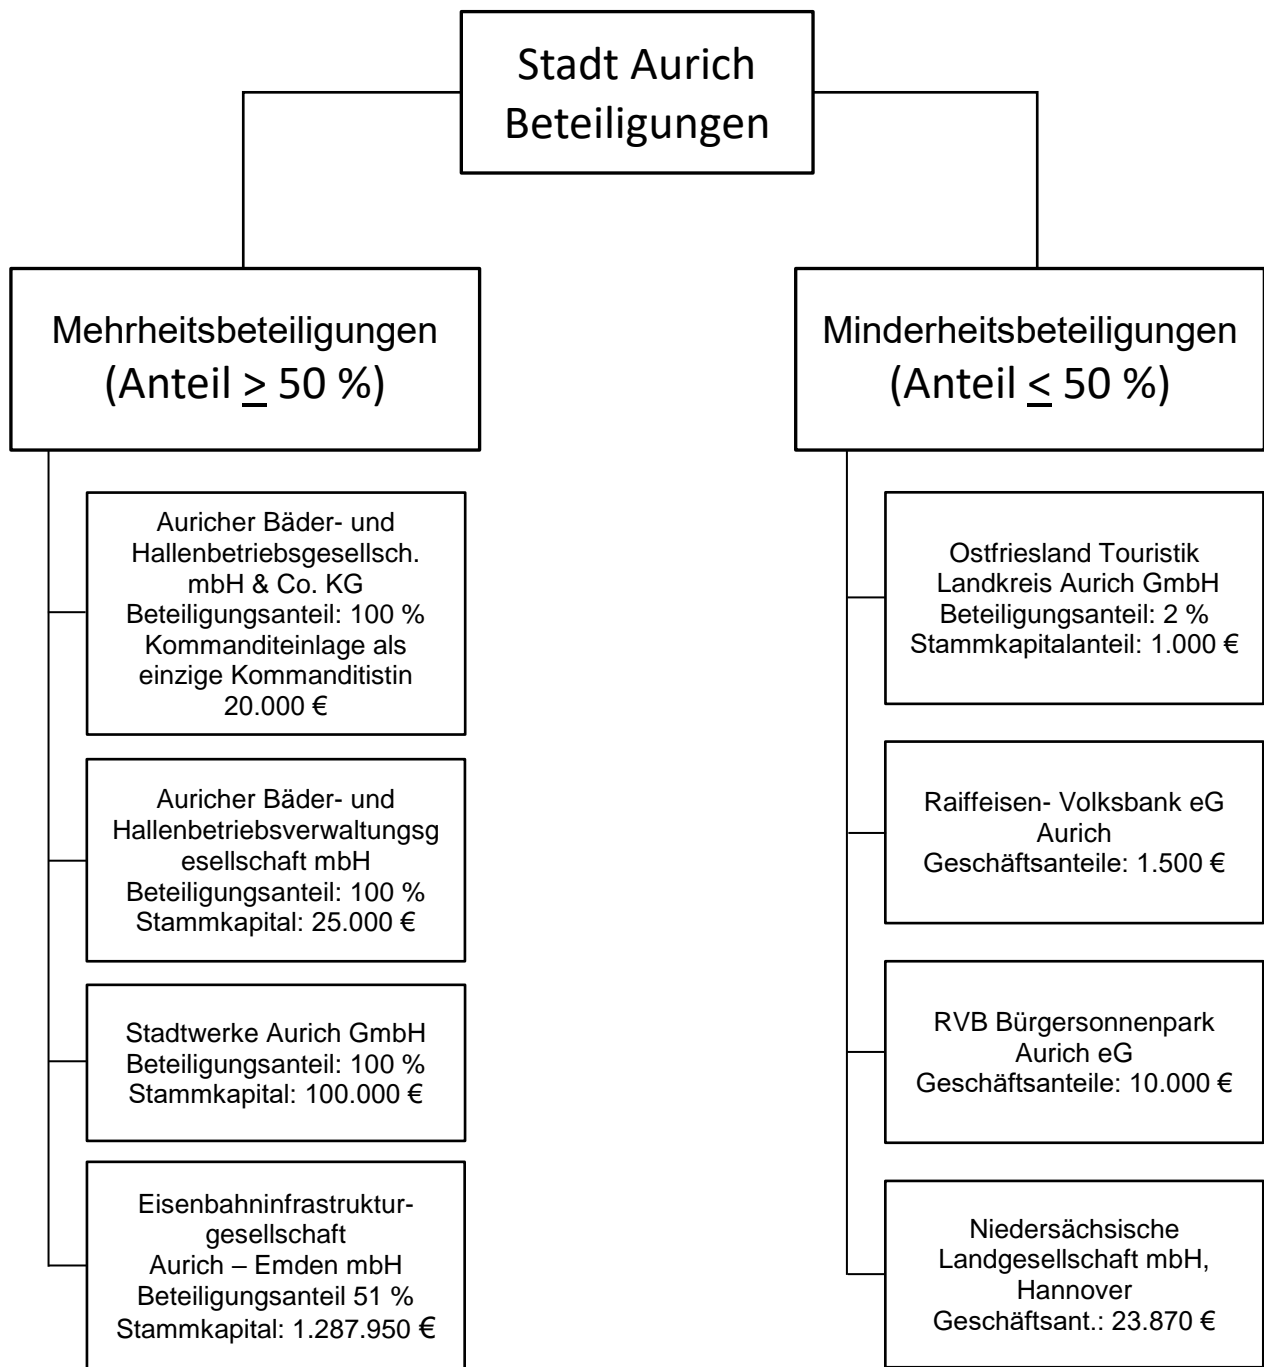 Stadt Aurich
Beteiligungen
Mehrheitsbeteiligungen
(Anteil ≥ 50 %)
Auricher Bäder- und
Hallenbetriebsgesellsch.
mbH & Co. KG
Beteiligungsanteil: 100 %
Kommanditeinlage als
einzige Kommanditistin
20.000 €
Auricher Bäder- und
Hallenbetriebsverwaltungsg
esellschaft mbH
Beteiligungsanteil: 100 %
Stammkapital: 25.000 €
Stadtwerke Aurich GmbH
Beteiligungsanteil: 100 %
Stammkapital: 100.000 €
Eisenbahninfrastruktur-
gesellschaft
Aurich – Emden mbH
Beteiligungsanteil 51 %
Stammkapital: 1.287.950 €
Minderheitsbeteiligungen
(Anteil ≤ 50 %)
Ostfriesland Touristik
Landkreis Aurich GmbH
Beteiligungsanteil: 2 %
Stammkapitalanteil: 1.000 €
Raiffeisen- Volksbank eG
Aurich
Geschäftsanteile: 1.500 €
RVB Bürgersonnenpark
Aurich eG
Geschäftsanteile: 10.000 €
Niedersächsische
Landgesellschaft mbH,
Hannover
Geschäftsant.: 23.870 €